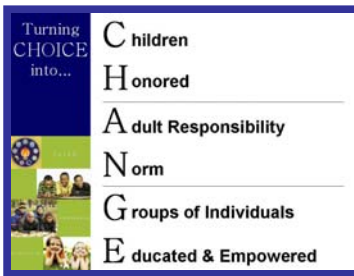 Turning
CHOICE
into...
Children
Honored
Adult Responsibility
Norm
Groups of Individuals
Educated & Empowered